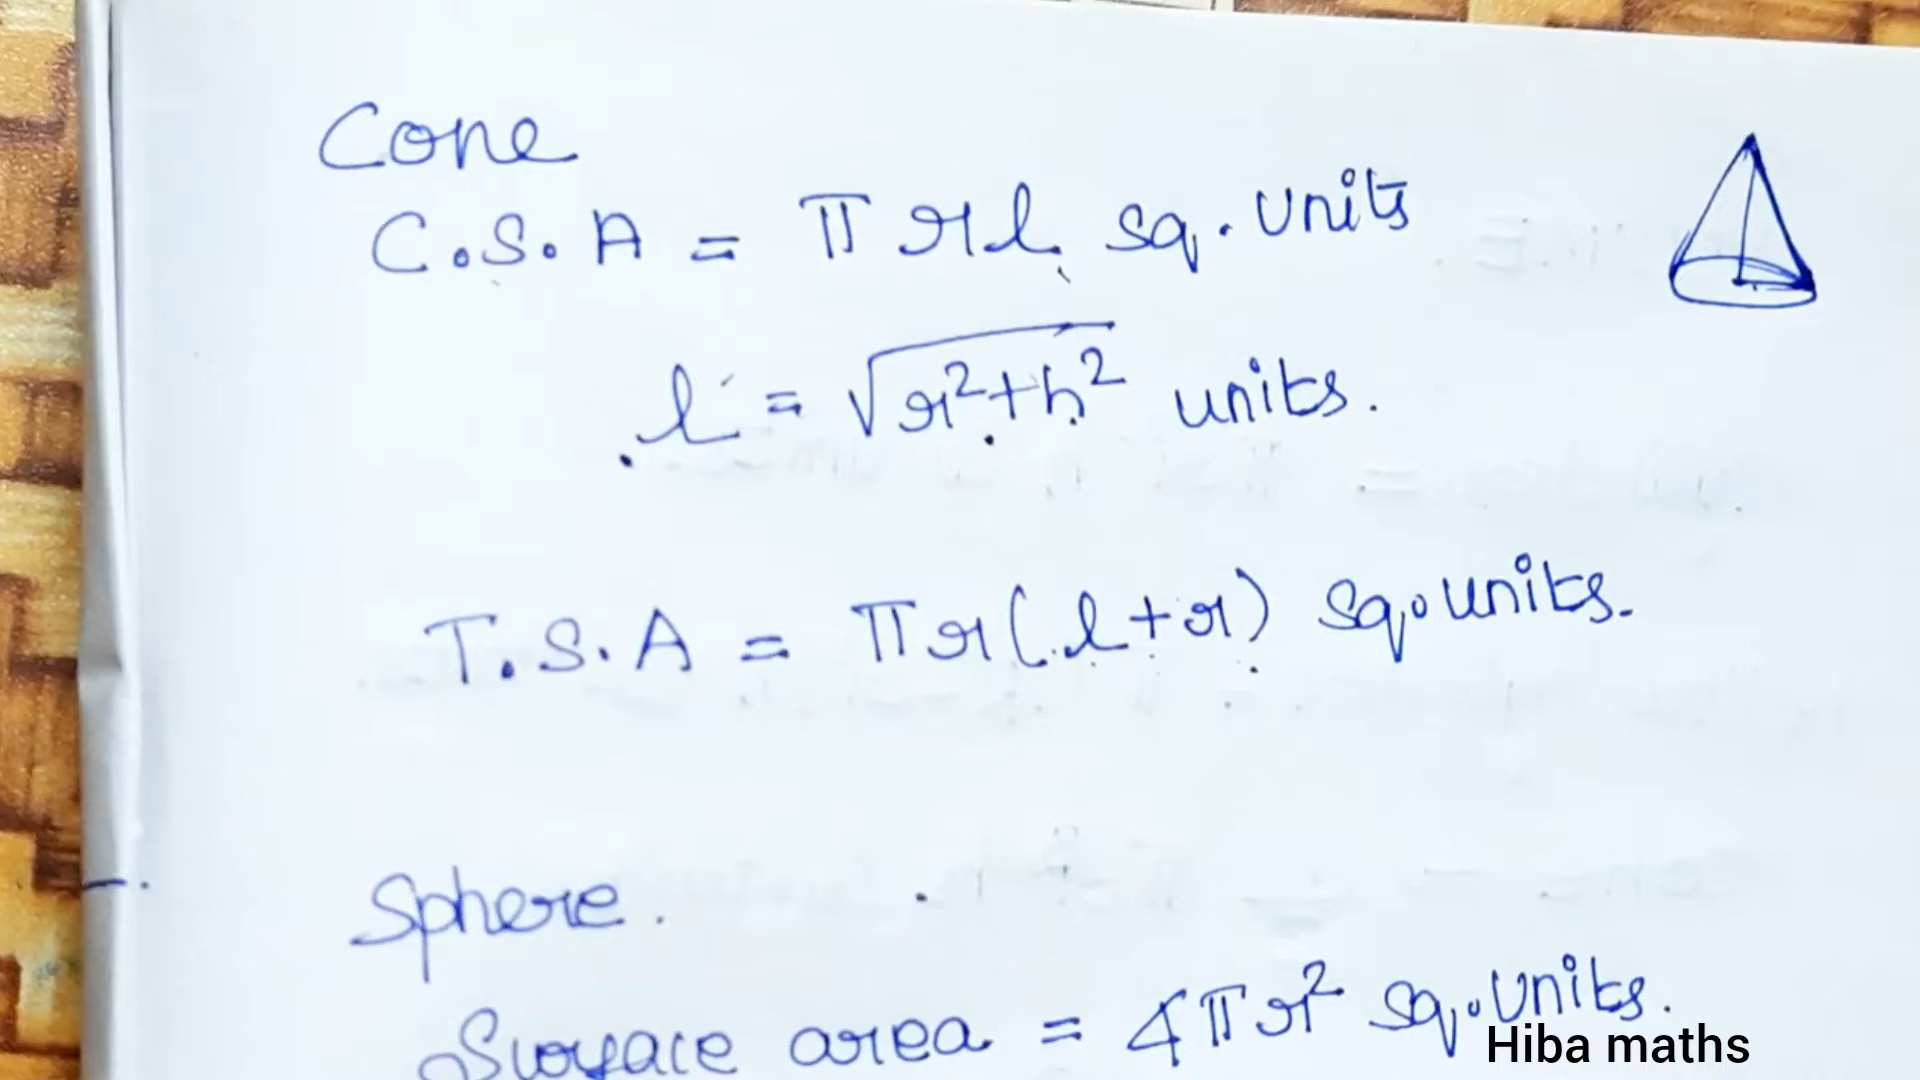 Cone
C.S.A = πrl sq. units
l = √r²+h² units.
T.S.A = πr(l+r) sq. units.
Sphere.
Surface area = 4πr² sq. units.
Hiba maths